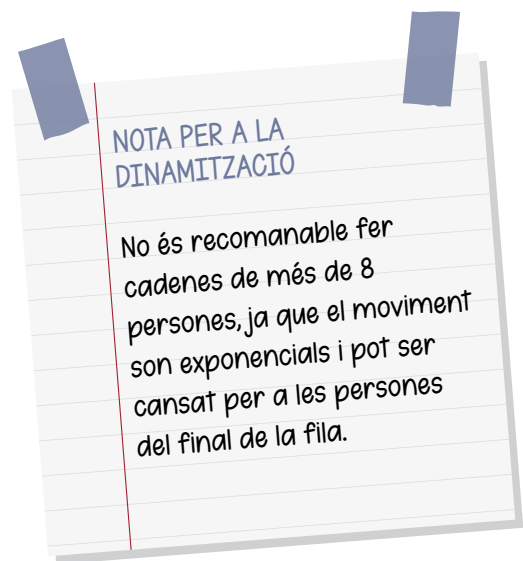 NOTA PER A LA
DINAMITZACIÓ
No és recomanable fer
cadenes de més de 8
persones, ja que el moviment
son exponencials i pot ser
cansat per a les persones
del final de la fila.